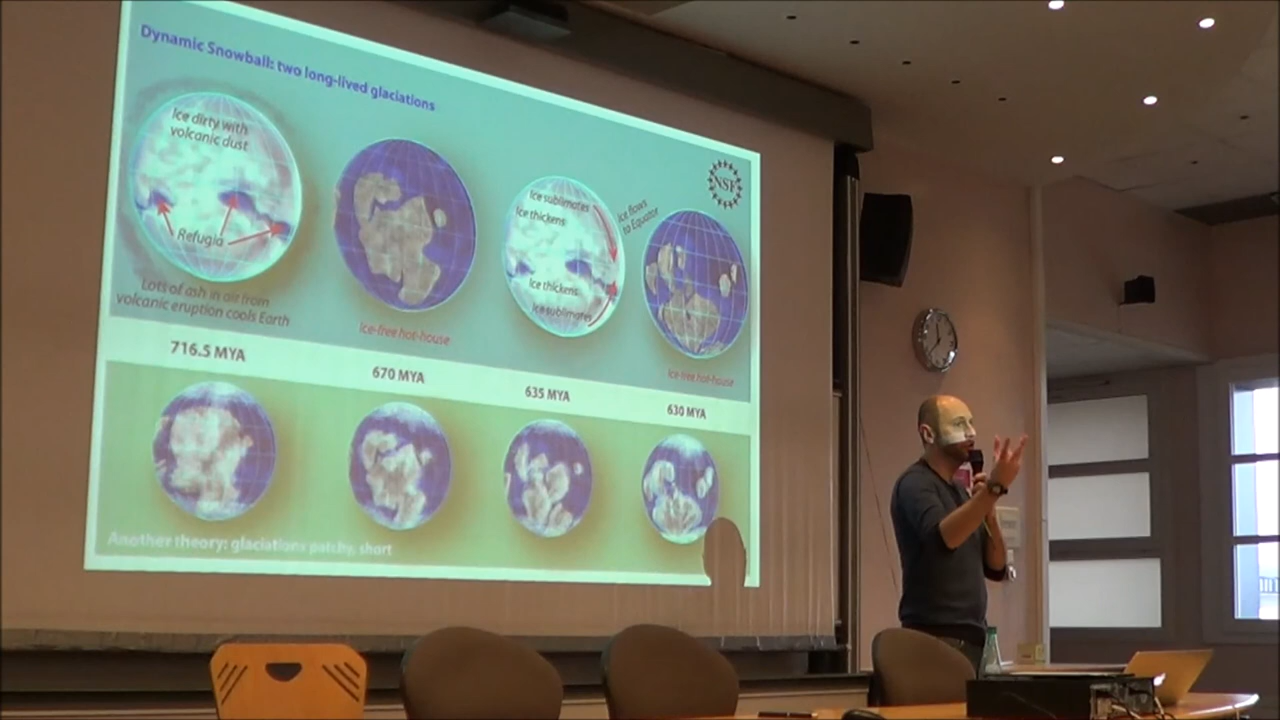 Dynamic Snowball: two long-lived glaciations
Ice dirty with
volcanic dust
Refugia
Lots of ash in air from
volcanic eruption cools Earth
Ice-free hot-house
Ice sublimates
Ice thickens
Ice thickens
Ice sublimates
Ice flows
to Equator
NSF
Ice-free hot-house
716.5 MYA
670 MYA
635 MYA
630 MYA
Another theory: glaciations patchy, short